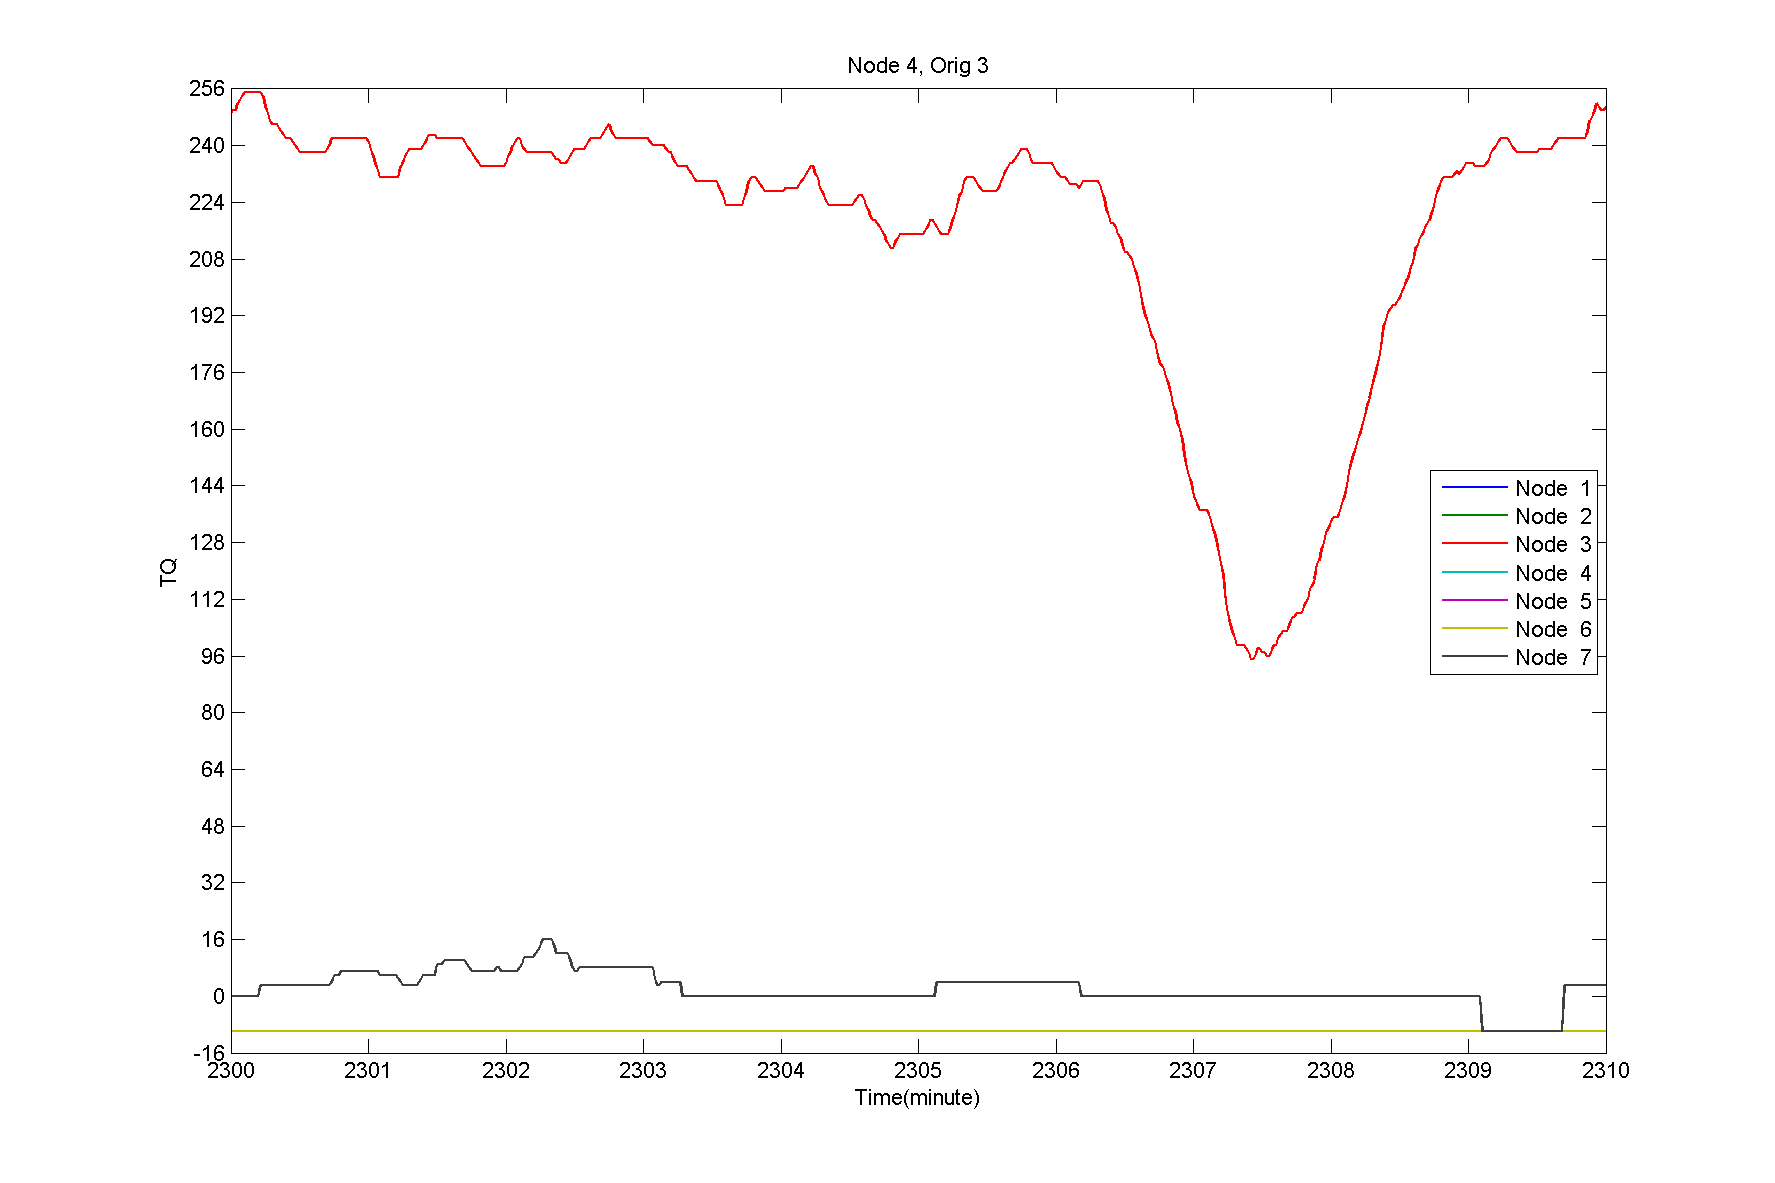 Node 4, Orig 3
256
240
224
208
192
176
160
144
128
112
96
80
64
48
32
16
0
-16
TQ
Node 1
Node 2
Node 3
Node 4
Node 5
Node 6
Node 7
2300 2301 2302 2303 2304 2305 2306 2307 2308 2309 2310
Time(minute)